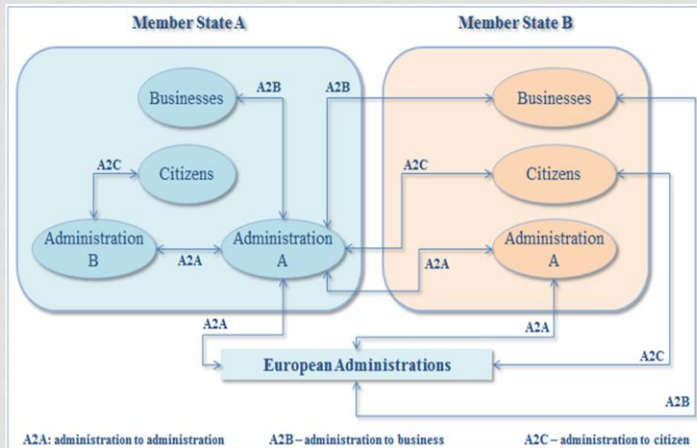 Member State A
Member State B
A2B
A2B
Businesses
Businesses
A2C
A2C
Citizens
Citizens
Administration
B
A2A
Administration
A
A2A
Administration
A
A2A
A2A
European Administrations
A2C
A2B
A2A: administration to administration
A2B – administration to business
A2C – administration to citizen